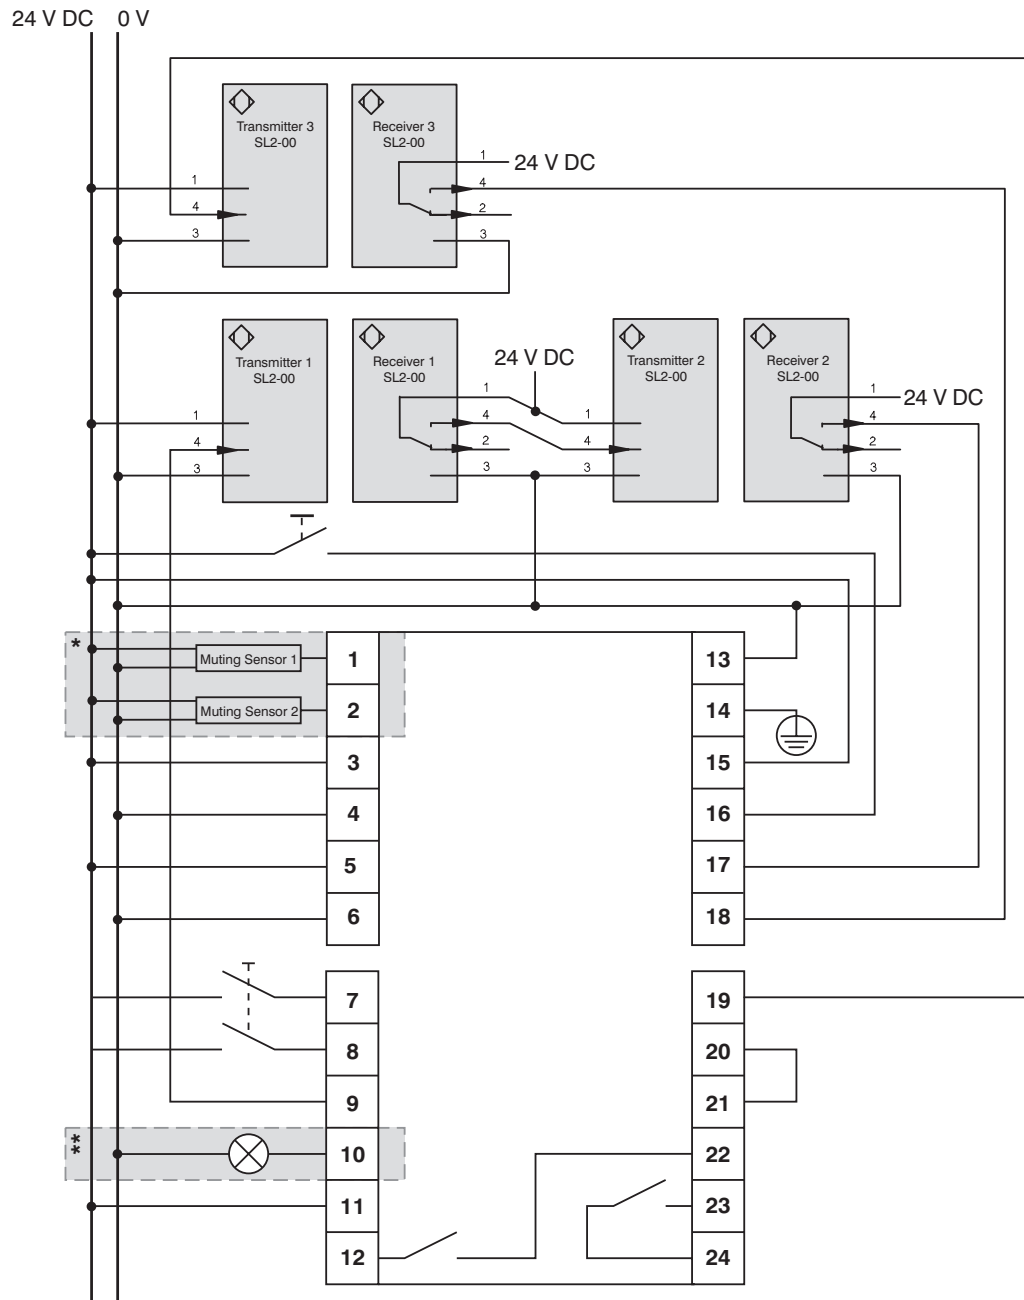 24 V DC 0 V
Transmitter 3
SL2-00
Receiver 3
SL2-00
1
24 V DC
1
4
4
2
3
3
24 V DC
Transmitter 1
SL2-00
Receiver 1
SL2-00
Transmitter 2
SL2-00
Receiver 2
SL2-00
1
1
24 V DC
1
4
1
4
4
2
4
2
3
3
3
3
*
Muting Sensor 1
1
13
Muting Sensor 2
2
14
3
15
4
16
5
17
6
18
7
19
8
20
9
21
**
10
22
11
23
12
24